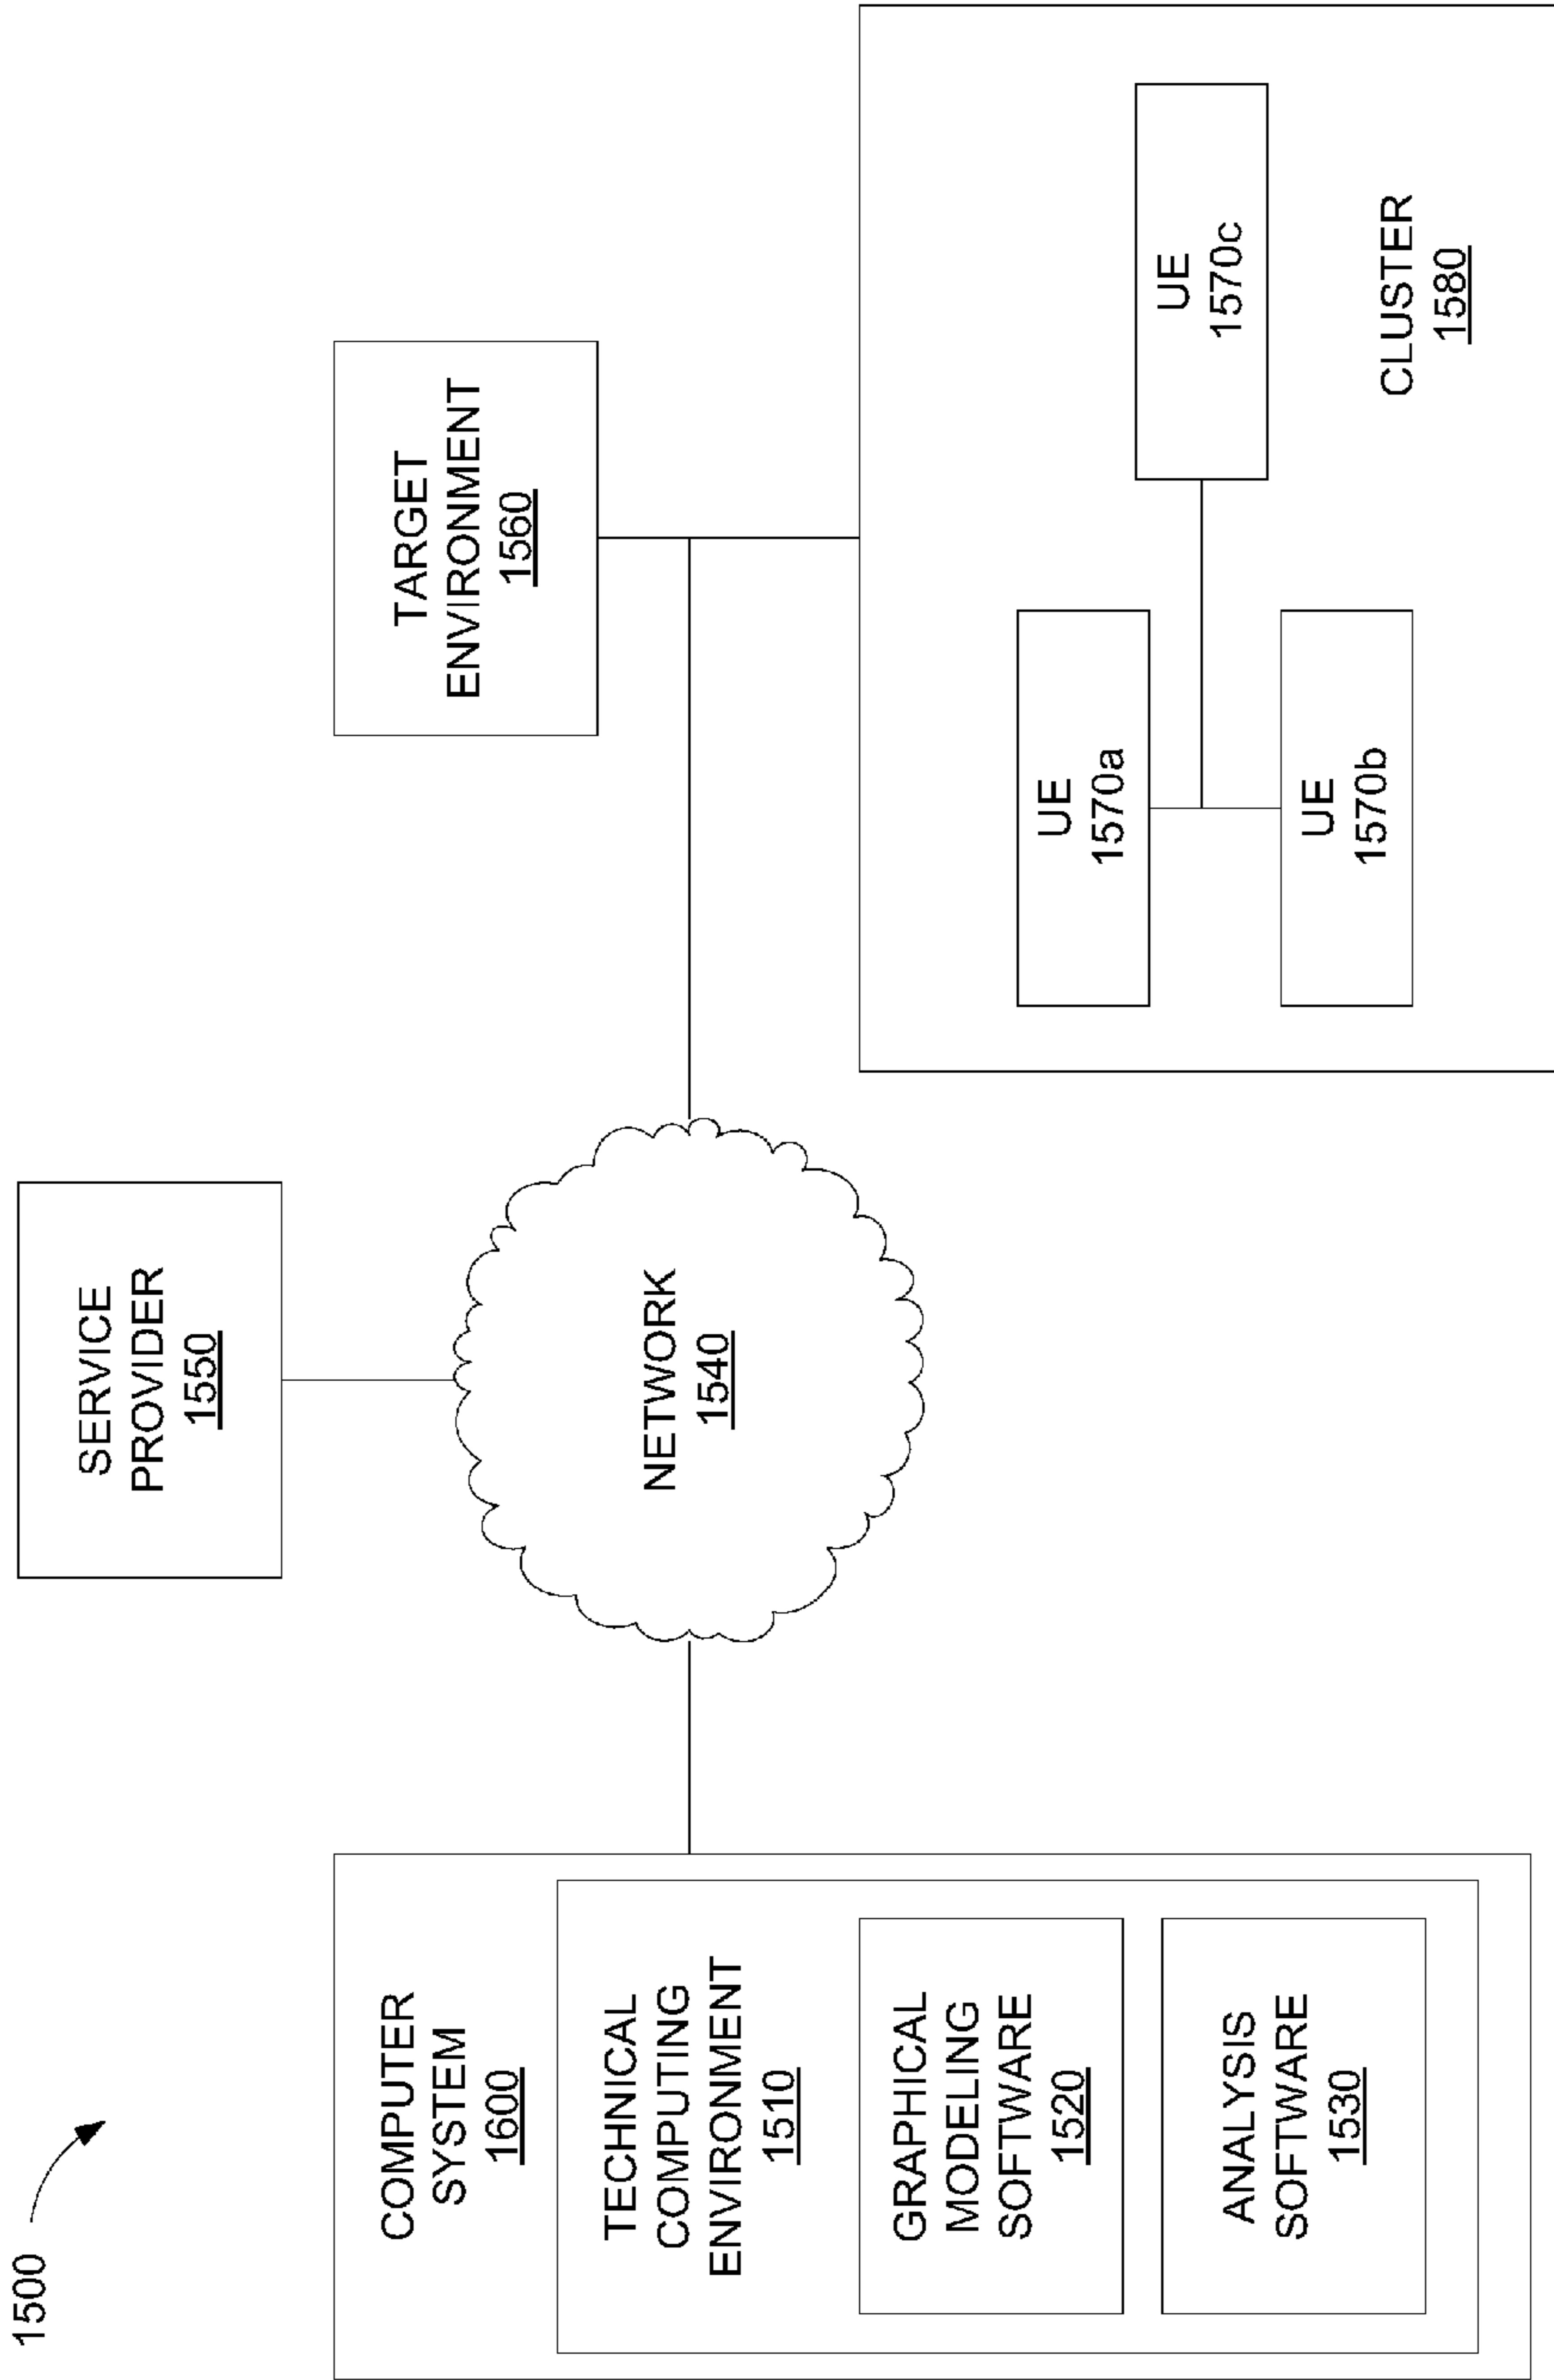 1500
SERVICE
PROVIDER
1550
COMPUTER
SYSTEM
1600
TECHNICAL
COMPUTING
ENVIRONMENT
1510
GRAPHICAL
MODELING
SOFTWARE
1520
ANALYSIS
SOFTWARE
1530
NETWORK
1540
TARGET
ENVIRONMENT
1560
UE
1570a
UE
1570b
UE
1570c
CLUSTER
1580